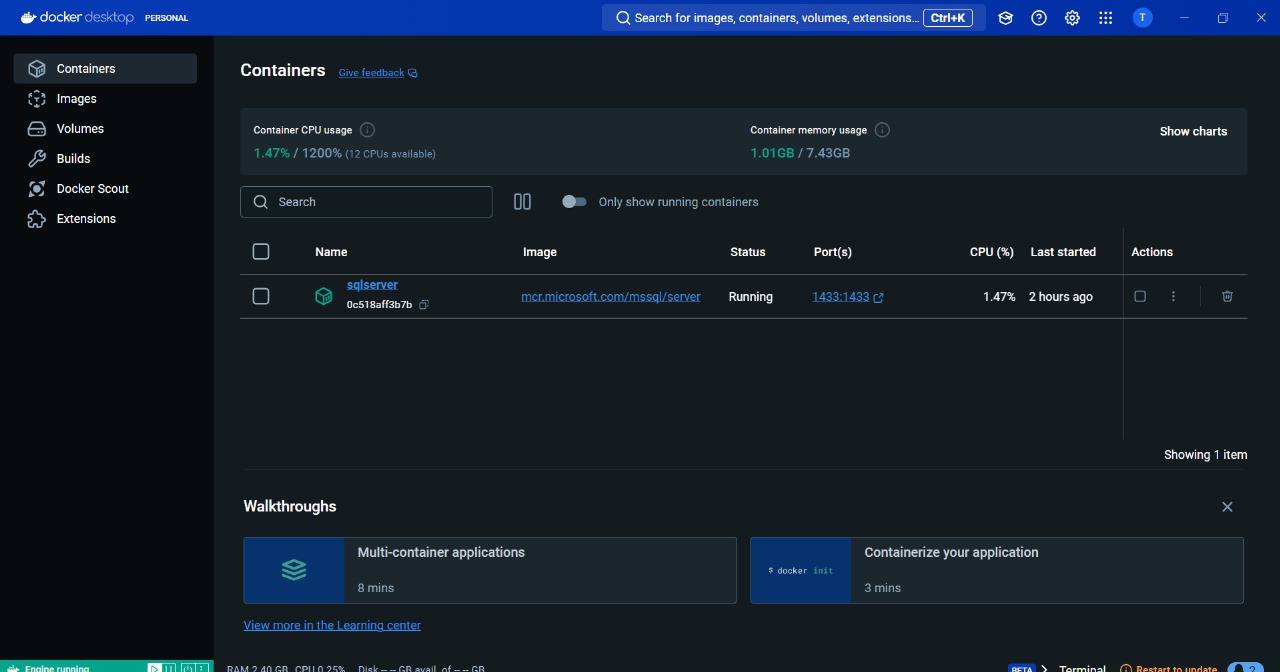 docker desktop PERSONAL
Search for images, containers, volumes, extensions... Ctrl+K
T
Containers
Images
Volumes
Builds
Docker Scout
Extensions
Containers Give feedback
Container CPU usage
1.47% / 1200% (12 CPUs available)
Container memory usage
1.01GB / 7.43GB
Show charts
Search
Only show running containers
Name Image Status Port(s) CPU (%) Last started Actions
sqlserver
0c518aff3b7b
mcr.microsoft.com/mssql/server Running 1433:1433 1.47% 2 hours ago
Showing 1 item
Walkthroughs
Multi-container applications
8 mins
$ docker init
Containerize your application
3 mins
View more in the Learning center
Engine running
RAM 2.40 GB CPU 0.25% Disk -- GB avail. of -- GB
BETA Terminal Restart to update 2